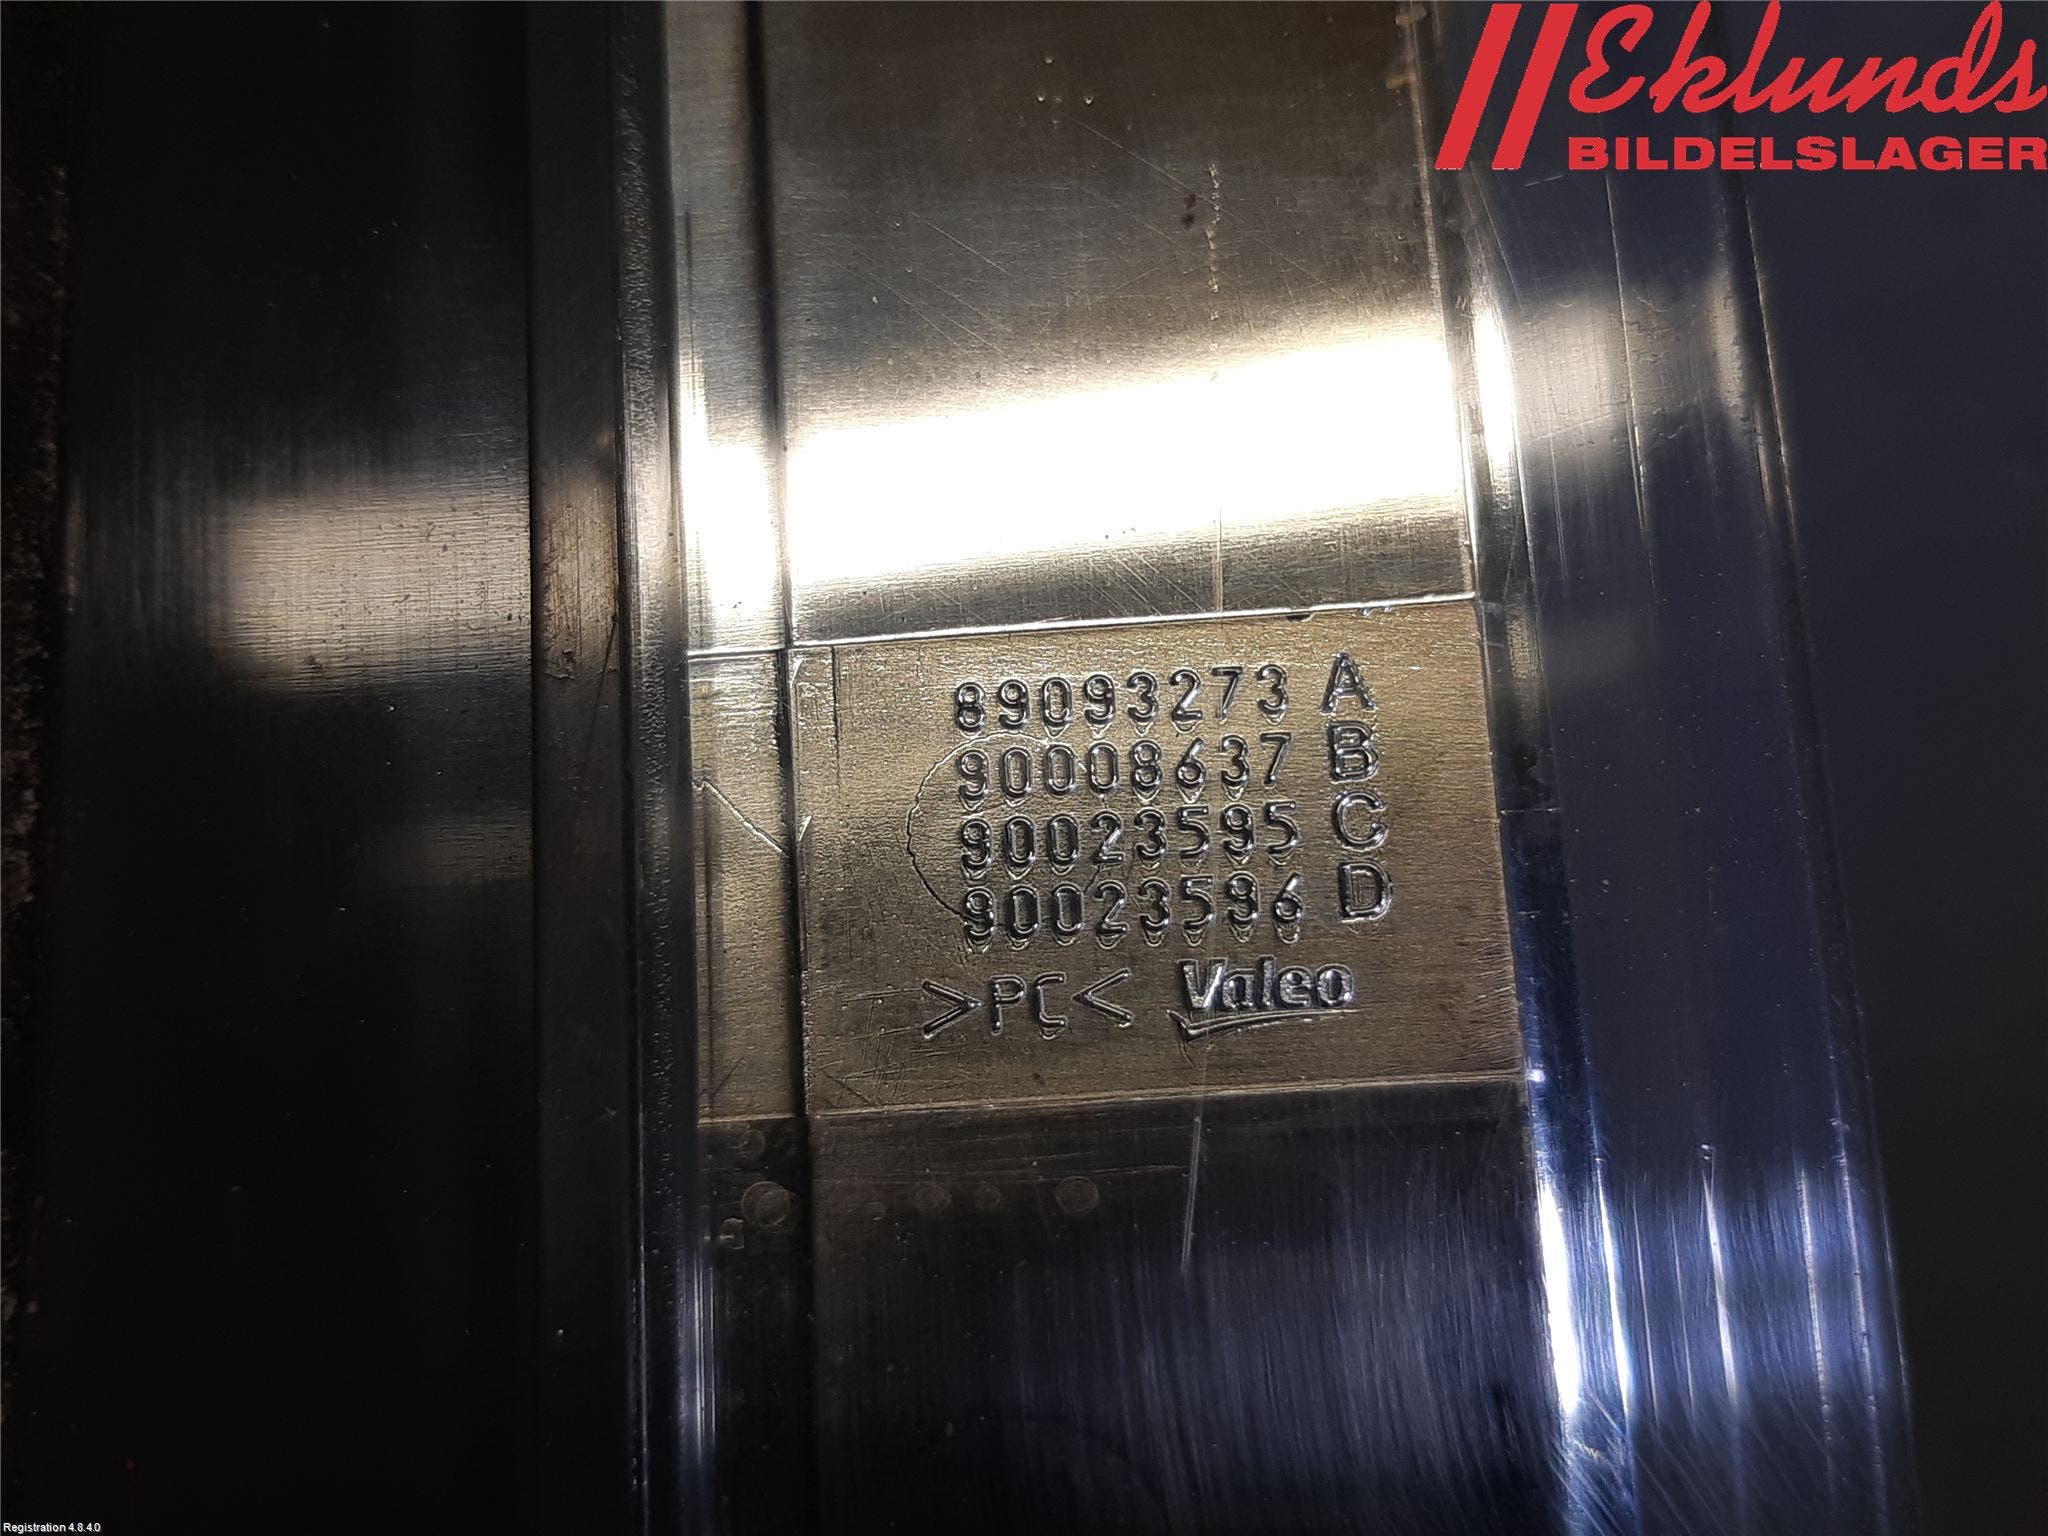 Eklunds
BILDELSLAGER
89093273 A
90008637 B
90023595 C
90023596 D
>PC< Valeo
Registration 4.8.4.0